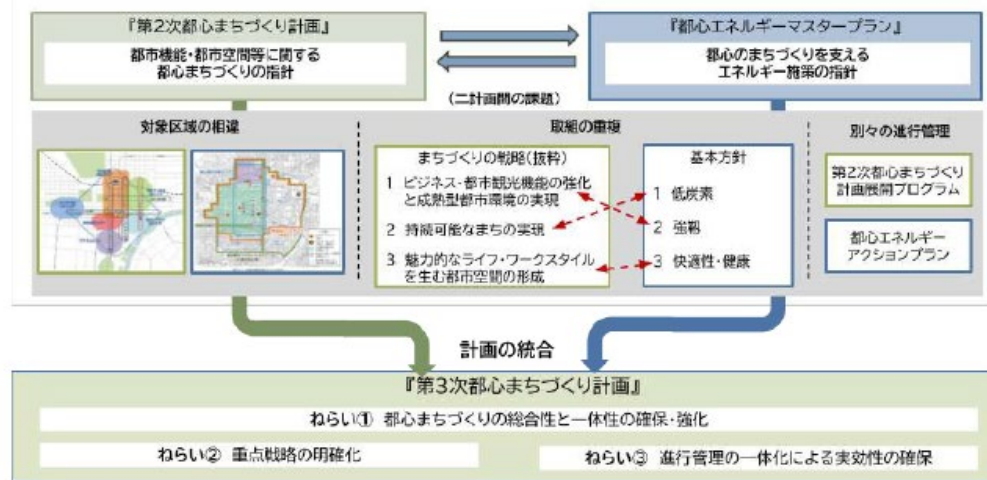 『第2次都心まちづくり計画』
都市機能・都市空間等に関する
都心まちづくりの指針
『都心エネルギーマスタープラン』
都心のまちづくりを支える
エネルギー施策の指針
(二計画間の課題)
対象区域の相違
取組の重複
まちづくりの戦略(抜粋)
1 ビジネス・都市観光機能の強化
と成熟型都市環境の実現
2 持続可能なまちの実現
3 魅力的なライフ・ワークスタイル
を生む都市空間の形成
基本方針
1 低炭素
2 強靱
3 快適性・健康
別々の進行管理
第2次都心まちづくり
計画展開プログラム
都心エネルギー
アクションプラン
計画の統合
『第3次都心まちづくり計画』
ねらい① 都心まちづくりの総合性と一体性の確保・強化
ねらい② 重点戦略の明確化
ねらい③ 進行管理の一体化による実効性の確保